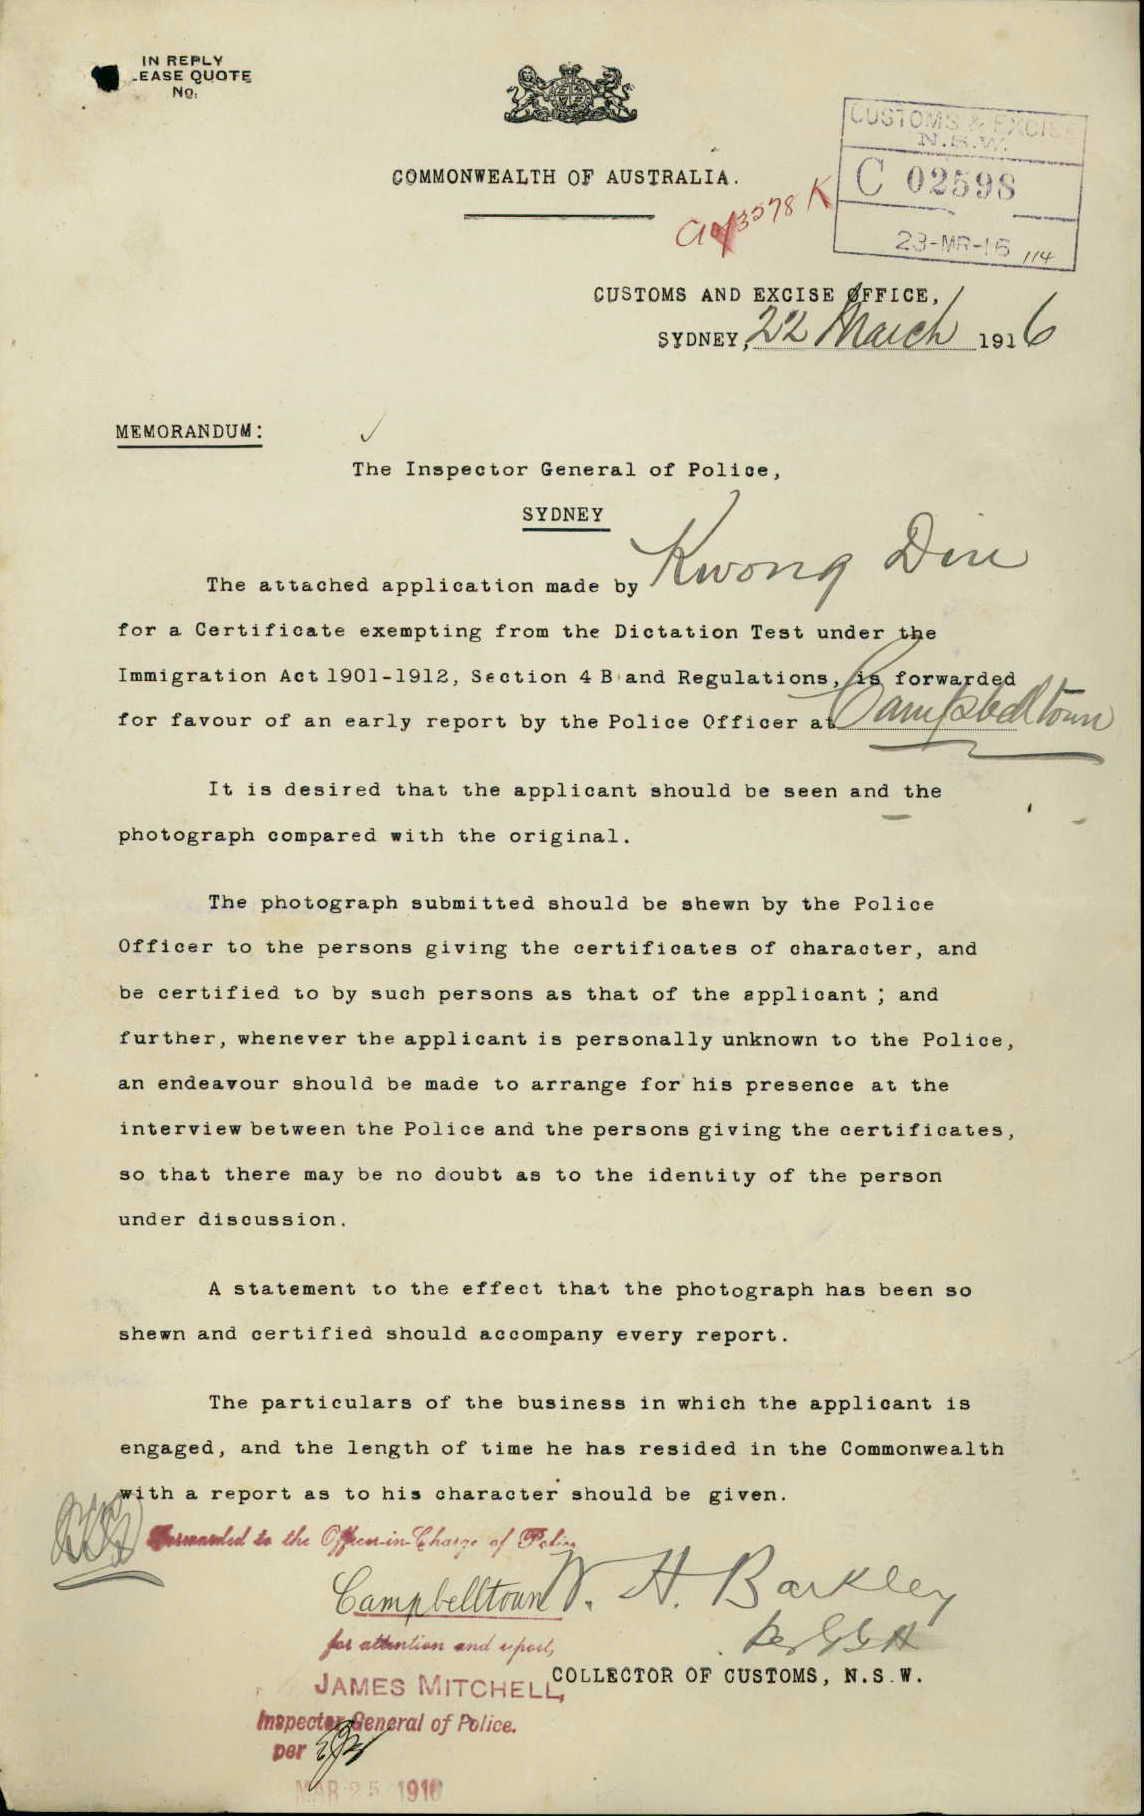 IN REPLY
LEASE QUOTE
No.
CUSTOMS & EXCISE
N.S.W.
C 02598
23-MR-16 114
COMMONWEALTH OF AUSTRALIA.
3578 K
CUSTOMS AND EXCISE OFFICE,
SYDNEY, 22 March 1916
MEMORANDUM:
The Inspector General of Police,
SYDNEY
The attached application made by Kwong Din
for a Certificate exempting from the Dictation Test under the
Immigration Act 1901-1912, Section 4 B and Regulations, is forwarded
for favour of an early report by the Police Officer at Campbelltown
It is desired that the applicant should be seen and the
photograph compared with the original.
The photograph submitted should be shewn by the Police
Officer to the persons giving the certificates of character, and
be certified to by such persons as that of the applicant ; and
further, whenever the applicant is personally unknown to the Police,
an endeavour should be made to arrange for his presence at the
interview between the Police and the persons giving the certificates,
so that there may be no doubt as to the identity of the person
under discussion.
A statement to the effect that the photograph has been so
shewn and certified should accompany every report.
The particulars of the business in which the applicant is
engaged, and the length of time he has resided in the Commonwealth
with a report as to his character should be given.
Forwarded to the Officer-in-Charge of Police
Campbelltown
for attention and report,
W. H. Barkley
Per
COLLECTOR OF CUSTOMS, N.S.W.
JAMES MITCHELL,
Inspector General of Police.
per
MAR 25 1916